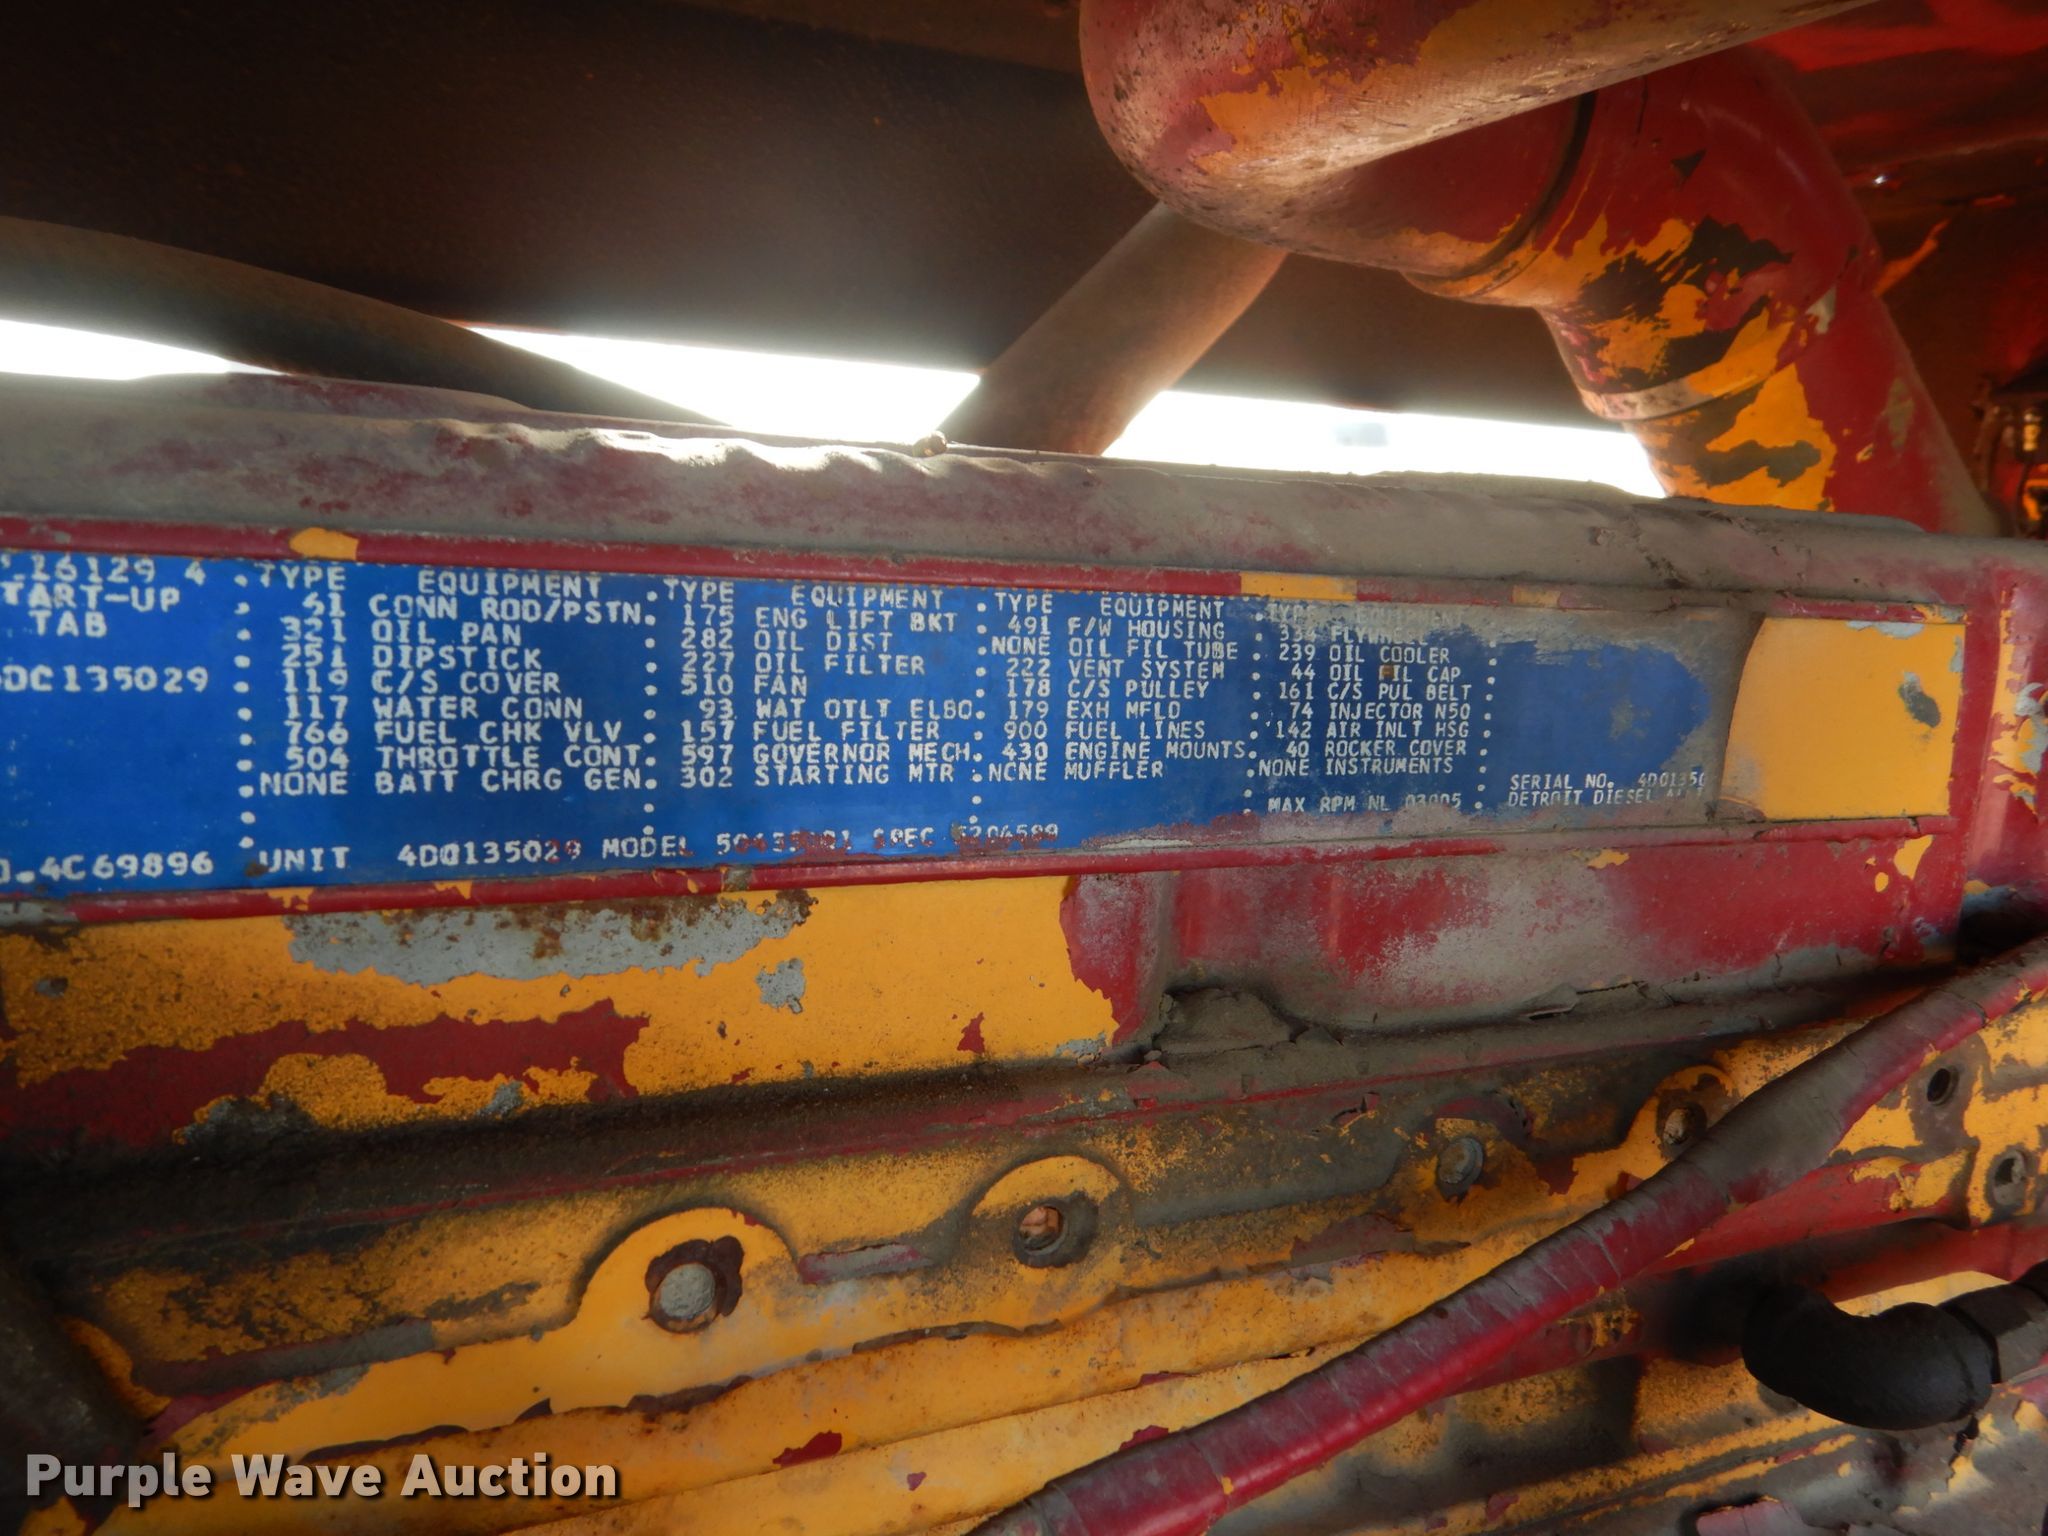 16129 4
TART-UP
TAB
DC135029
.4C69896
TYPE EQUIPMENT
61 CONN ROD/PSTN.
321 OIL PAN
251 DIPSTICK
119 C/S COVER
117 WATER CONN
766 FUEL CHK VLV
504 THROTTLE CONT.
NONE BATT CHRG GEN.
TYPE EQUIPMENT
175 ENG LIFT BKT
282 OIL DIST
227 OIL FILTER
510 FAN
93 WAT OTLT ELBO.
157 FUEL FILTER
597 GOVERNOR MECH.
302 STARTING MTR
TYPE EQUIPMENT
491 F/W HOUSING
NONE OIL FIL TUBE
222 VENT SYSTEM
178 C/S PULLEY
179 EXH MFLD
900 FUEL LINES
430 ENGINE MOUNTS.
NONE MUFFLER
TYPE EQUIPMENT
334 FLYWHEEL
239 OIL COOLER
44 OIL FIL CAP
161 C/S PUL BELT
74 INJECTOR N50
142 AIR INLT HSG
40 ROCKER COVER
NONE INSTRUMENTS
MAX RPM NL 03005
SERIAL NO. 4D01350
DETROIT DIESEL
UNIT 4D0135029 MODEL SPEC
Purple Wave Auction